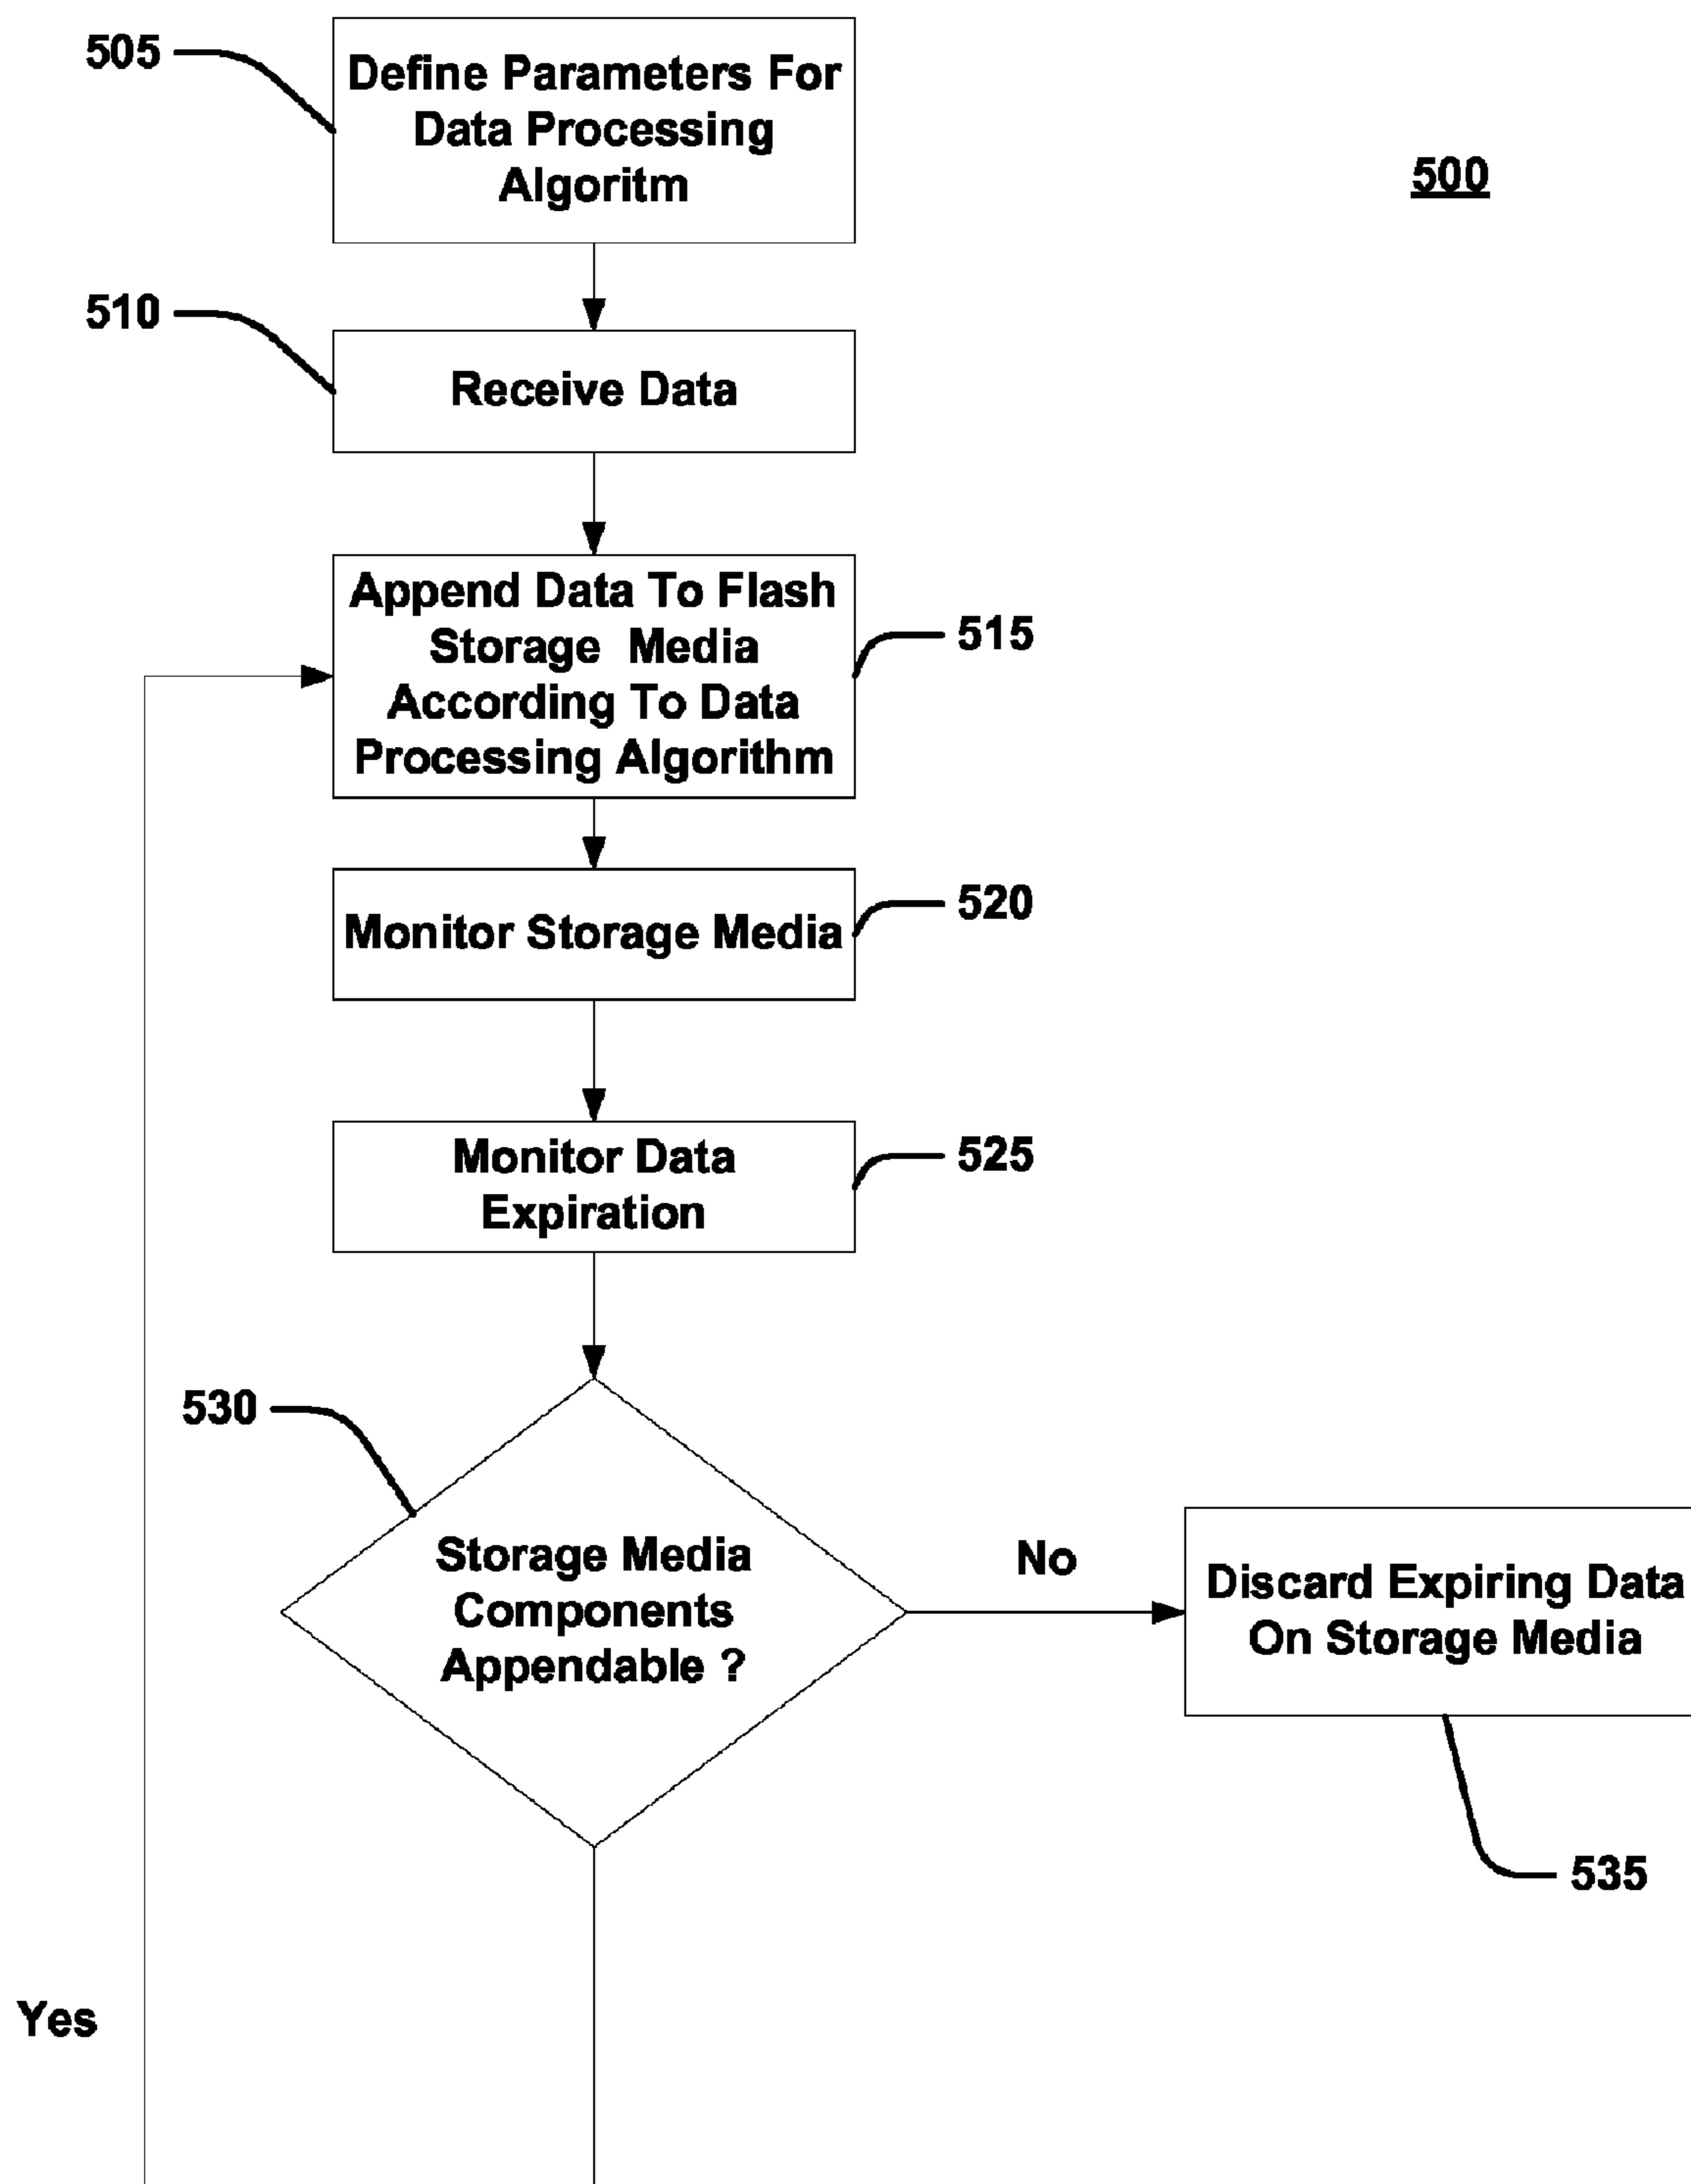 505
Define Parameters For
Data Processing
Algoritm
500
510
Receive Data
Append Data To Flash
Storage Media
According To Data
Processing Algorithm
515
Monitor Storage Media
520
Monitor Data
Expiration
525
530
Storage Media
Components
Appendable ?
No
Discard Expiring Data
On Storage Media
535
Yes